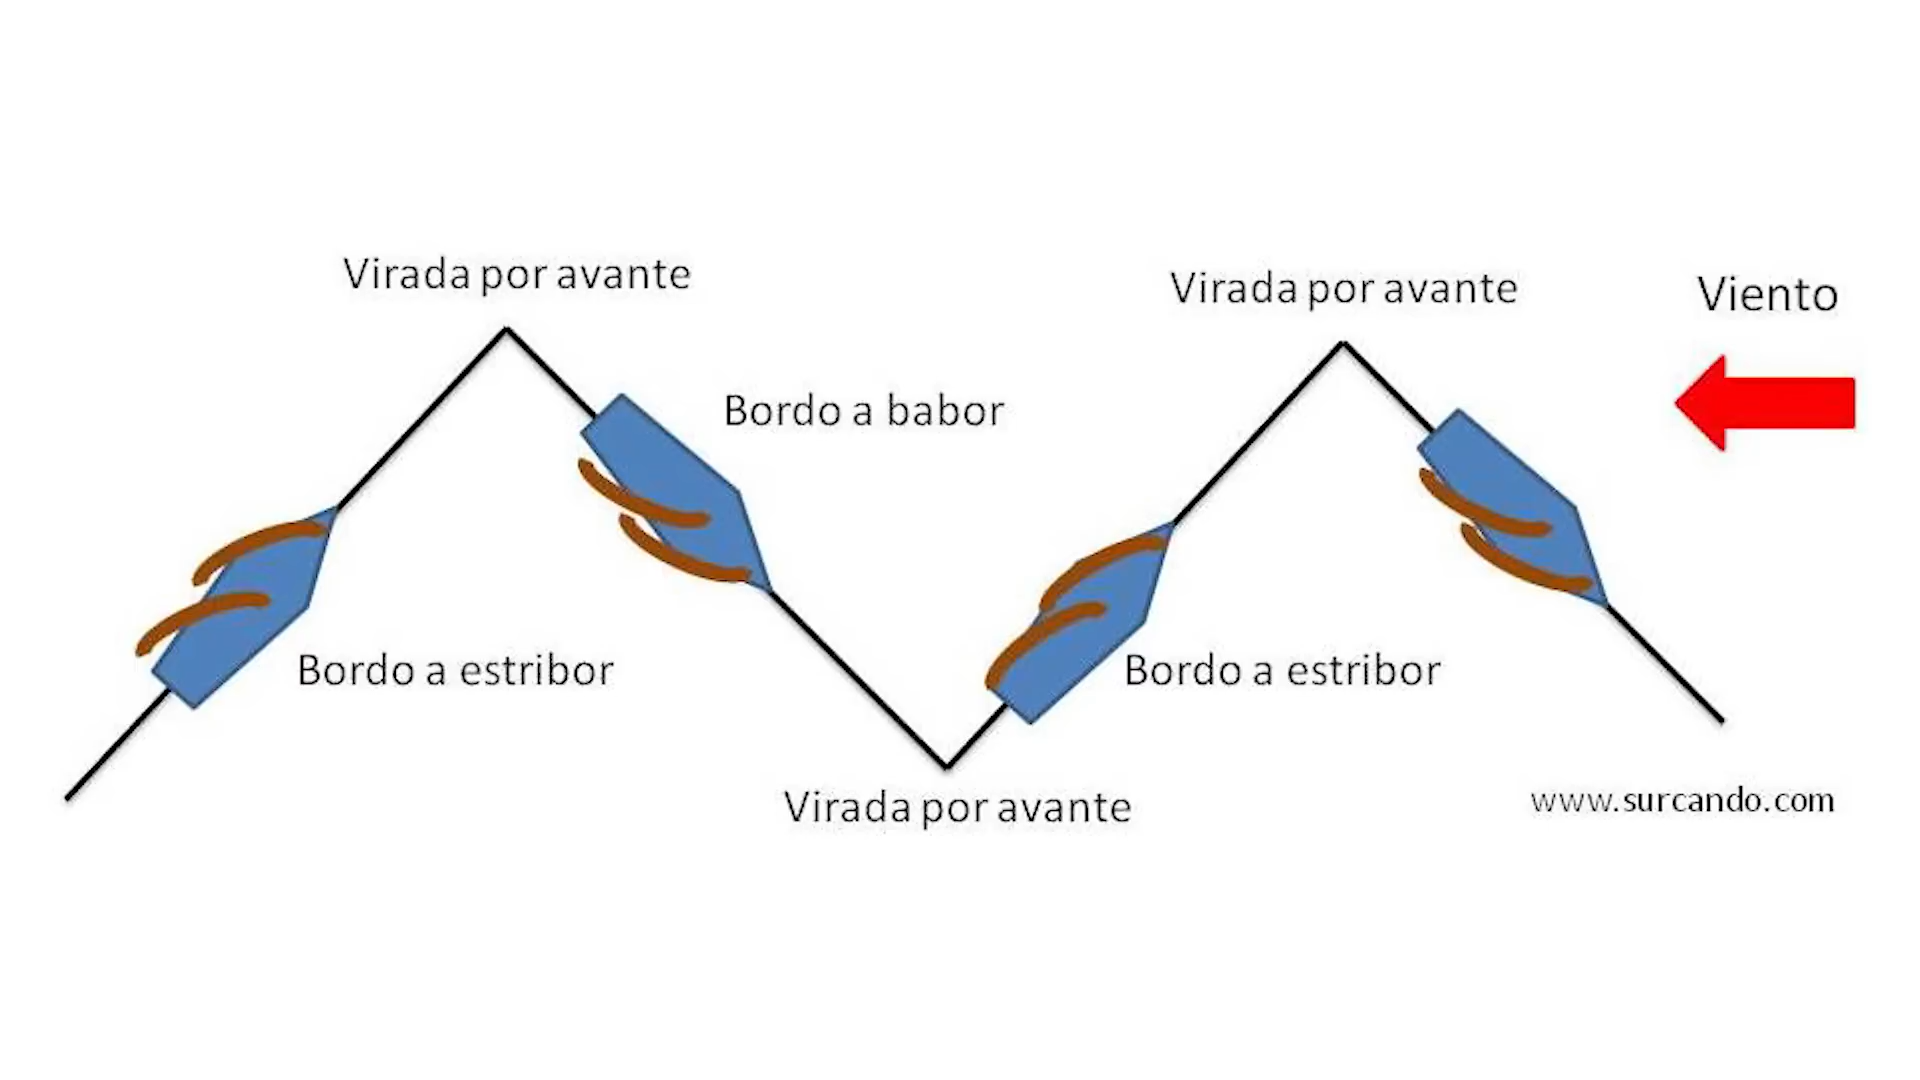 Virada por avante
Virada por avante
Viento
Bordo a babor
Bordo a estribor
Bordo a estribor
Virada por avante
www.surcando.com